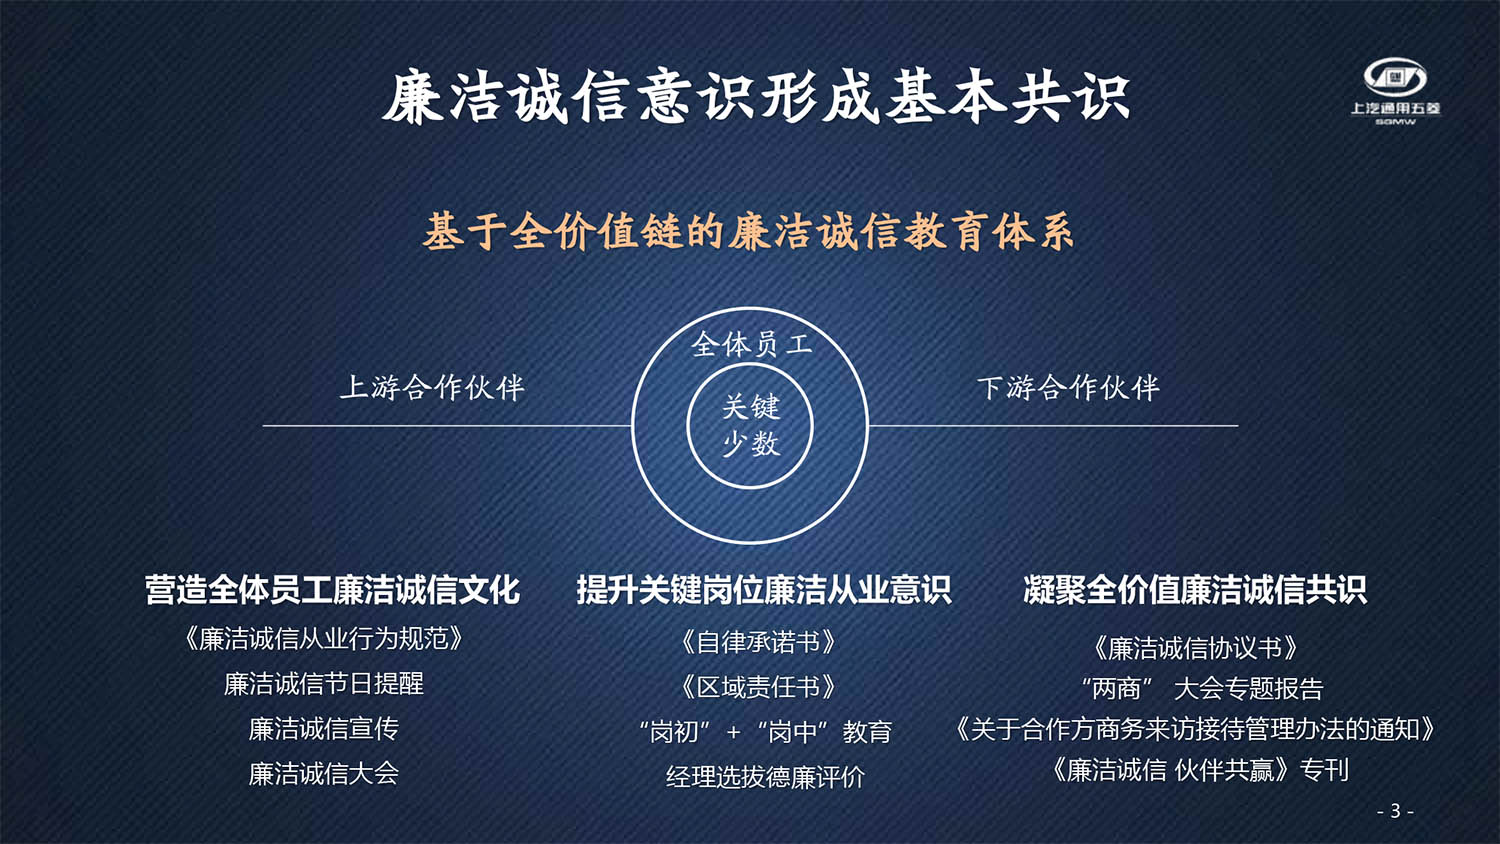 廉洁诚信意识形成基本共识
上汽通用五菱
SGMW
基于全价值链的廉洁诚信教育体系
全体员工
上游合作伙伴
关键
少数
下游合作伙伴
营造全体员工廉洁诚信文化
《廉洁诚信从业行为规范》
廉洁诚信节日提醒
廉洁诚信宣传
廉洁诚信大会
提升关键岗位廉洁从业意识
《自律承诺书》
《区域责任书》
“岗初”+“岗中”教育
经理选拔德廉评价
凝聚全价值廉洁诚信共识
《廉洁诚信协议书》
“两商” 大会专题报告
《关于合作方商务来访接待管理办法的通知》
《廉洁诚信 伙伴共赢》专刊
- 3 -